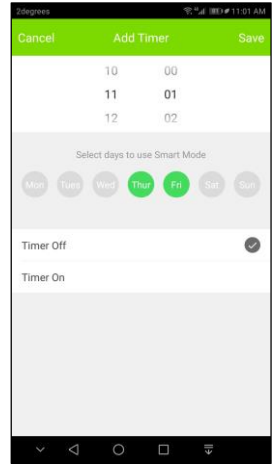 2degrees 11:01 AM
Cancel Add Timer Save
10 00
11 01
12 02
Select days to use Smart Mode
Mon Tues Wed Thur Fri Sat Sun
Timer Off
Timer On